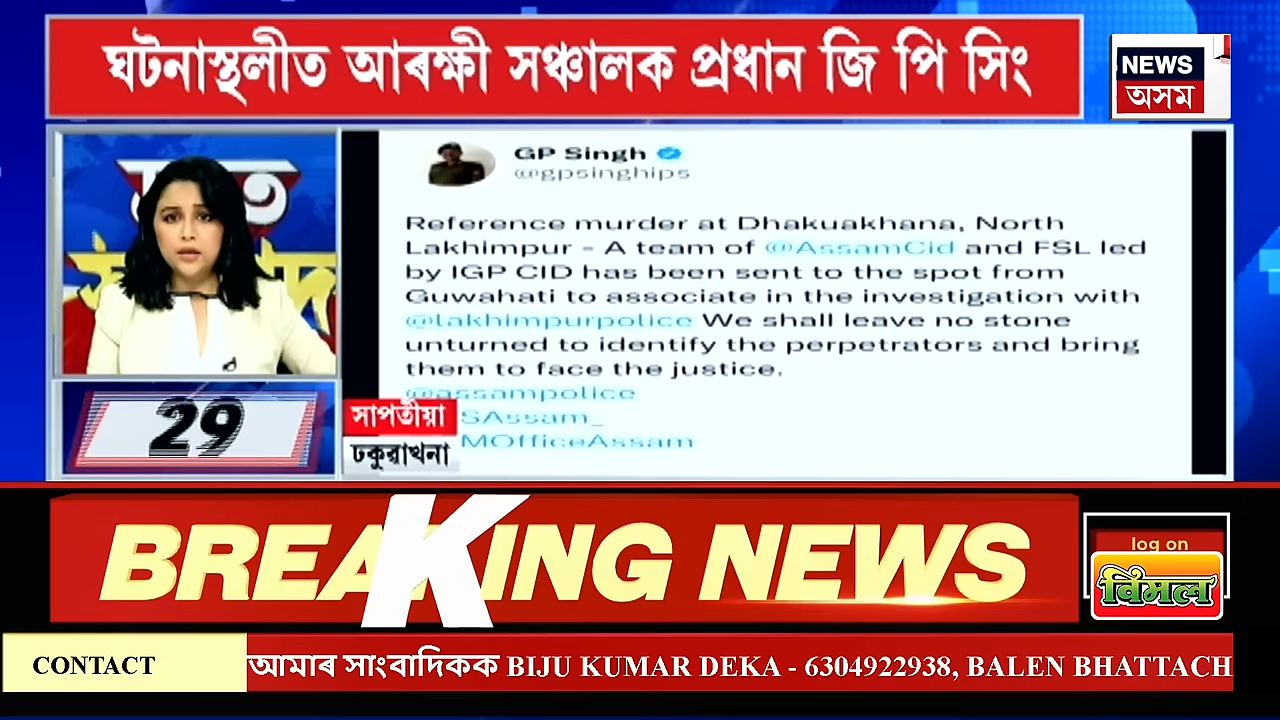 ঘটনাস্থলীত আৰক্ষী সঞ্চালক প্ৰধান জি পি সিং
NEWS
অসম
GP Singh
@gpsinghips
Reference murder at Dhakuakhana, North
Lakhimpur - A team of @AssamCid and FSL led
by IGP CID has been sent to the spot from
Guwahati to associate in the investigation with
@lakhimpurpolice We shall leave no stone
unturned to identify the perpetrators and bring
them to face the justice.
@assampolice
SAssam_
MOfficeAssam
29
সাপতীয়া
ঢকুৱাখনা
BREAKING NEWS
log on
विमल
CONTACT
আমাৰ সাংবাদিকক BIJU KUMAR DEKA - 6304922938, BALEN BHATTACH